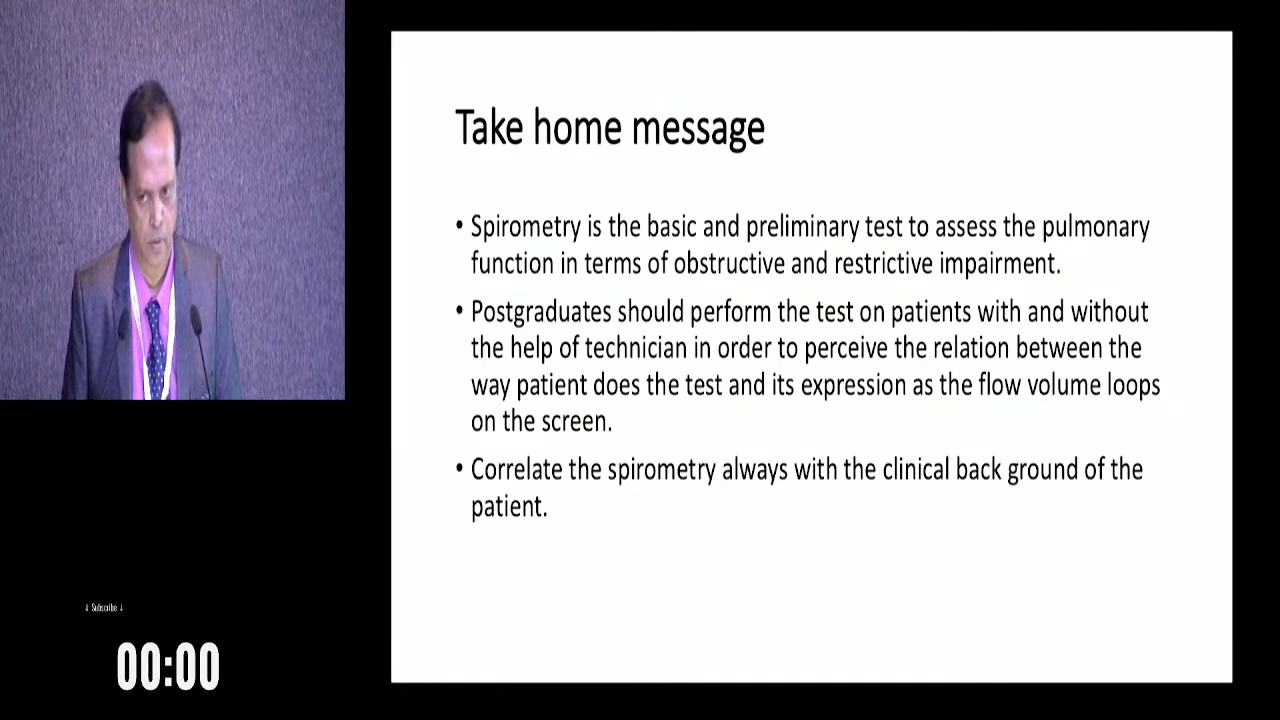 Take home message
• Spirometry is the basic and preliminary test to assess the pulmonary
function in terms of obstructive and restrictive impairment.
• Postgraduates should perform the test on patients with and without
the help of technician in order to perceive the relation between the
way patient does the test and its expression as the flow volume loops
on the screen.
• Correlate the spirometry always with the clinical back ground of the
patient.
↓ Subscribe ↓
00:00